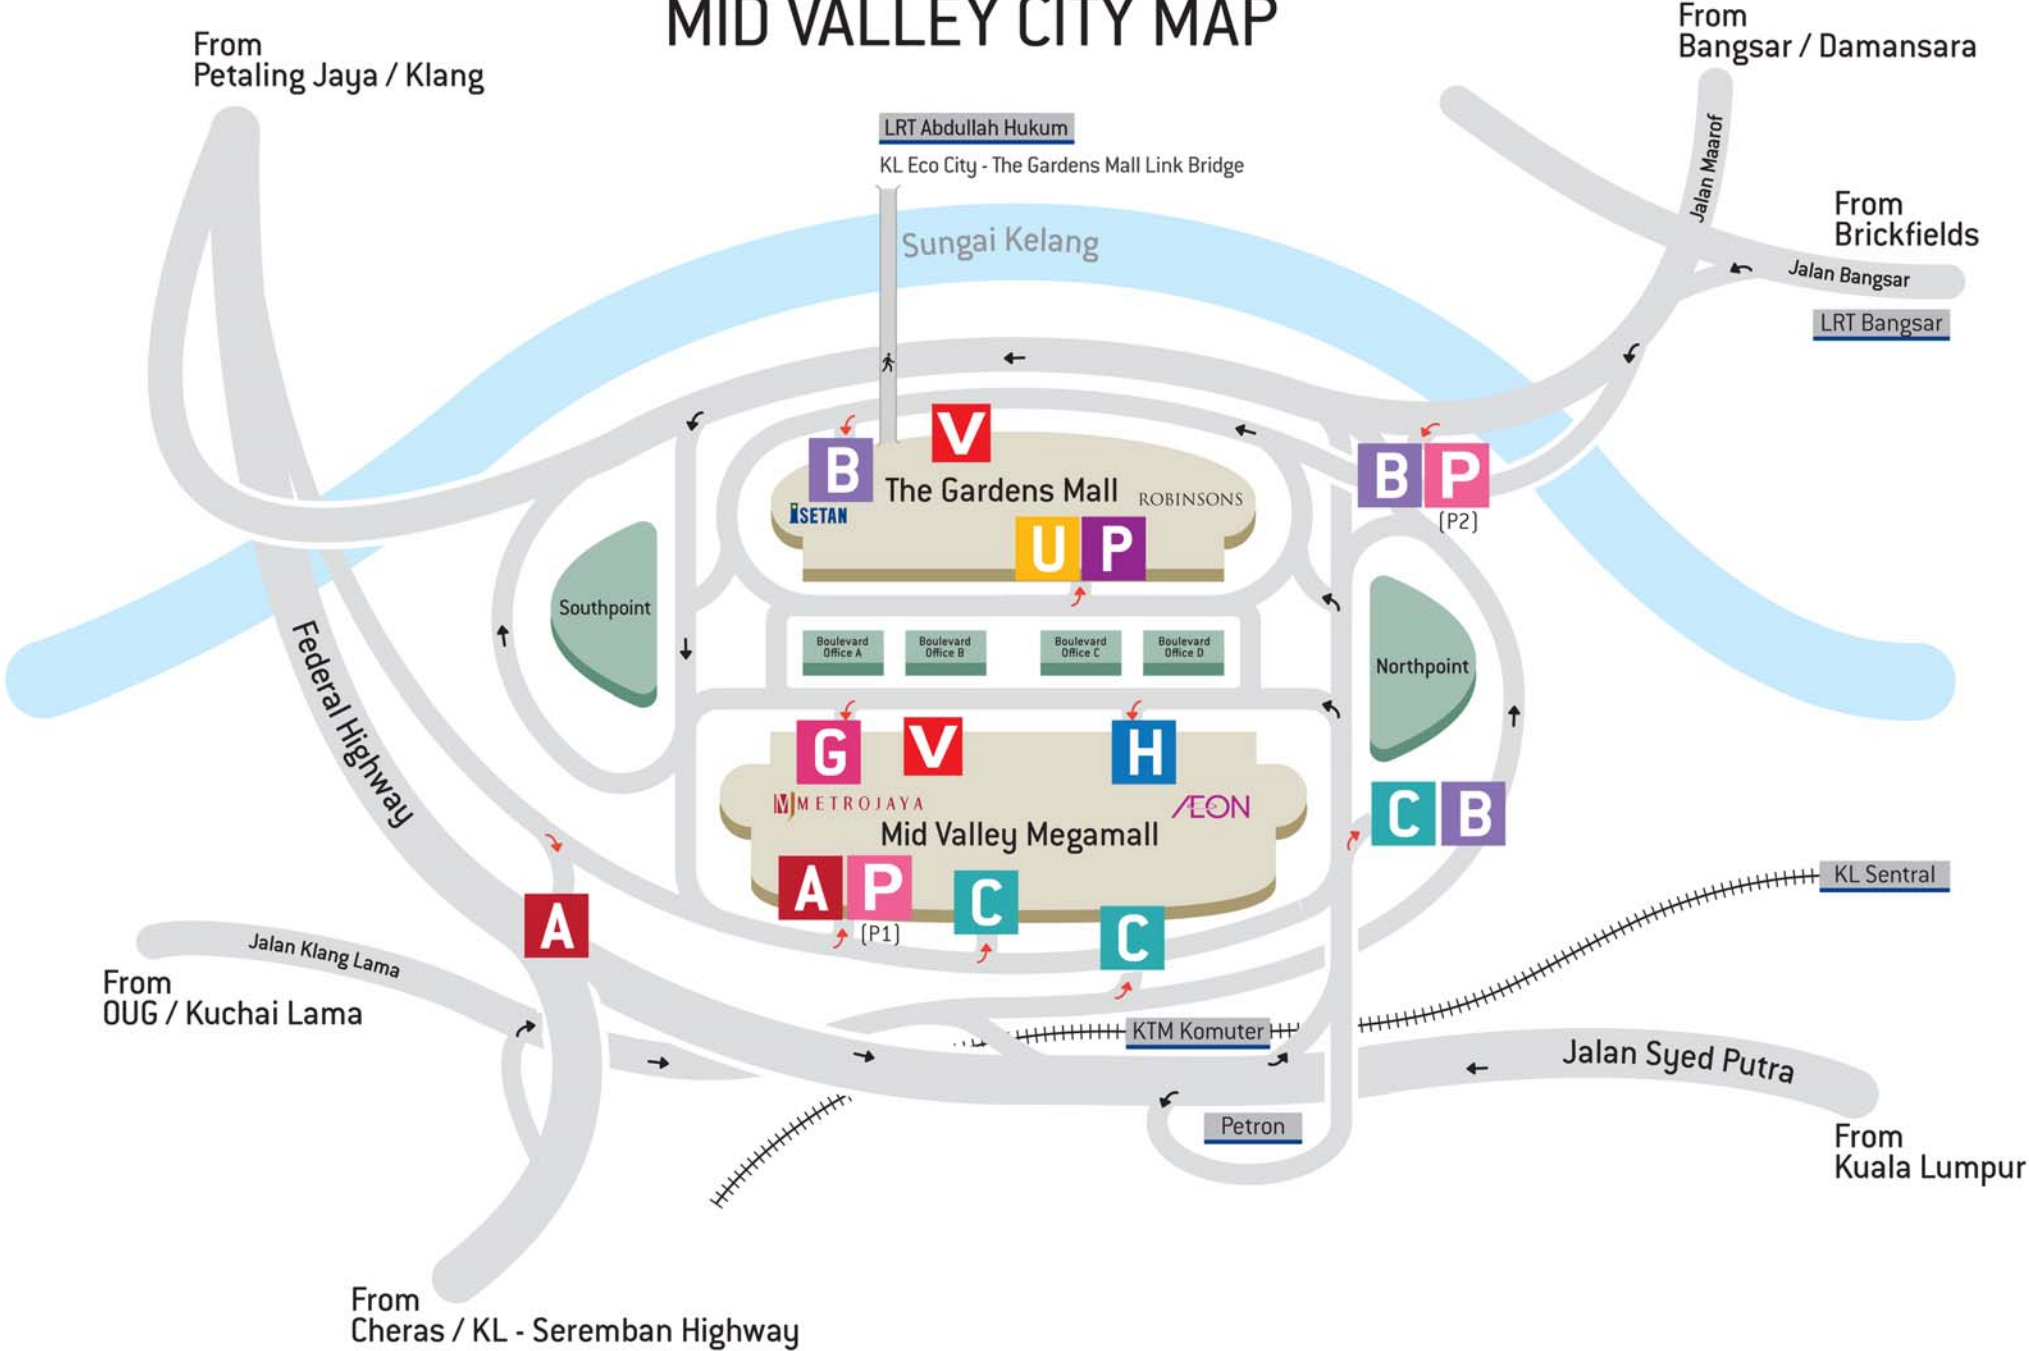 MID VALLEY CITY MAP
From
Petaling Jaya / Klang
From
Bangsar / Damansara
LRT Abdullah Hukum
KL Eco City - The Gardens Mall Link Bridge
Jalan Maarof
From
Brickfields
Jalan Bangsar
LRT Bangsar
Sungai Kelang
V
B
The Gardens Mall
ROBINSONS
ISETAN
U P
B P
(P2)
Southpoint
Boulevard
Office A
Boulevard
Office B
Boulevard
Office C
Boulevard
Office D
Northpoint
Federal Highway
G
V
H
METROJAYA
AEON
Mid Valley Megamall
C B
A P
(P1)
C
C
A
KL Sentral
Jalan Klang Lama
From
OUG / Kuchai Lama
KTM Komuter
Jalan Syed Putra
Petron
From
Kuala Lumpur
From
Cheras / KL - Seremban Highway